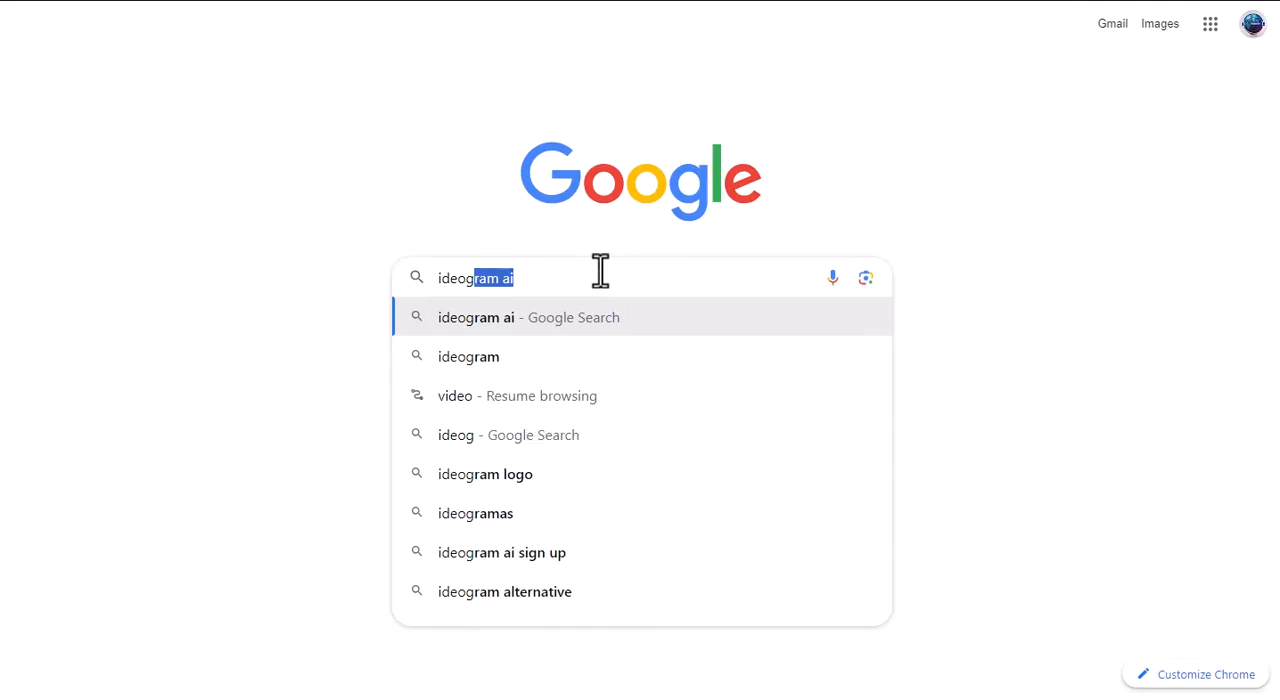 Gmail Images
Google
ideogram ai
ideogram ai - Google Search
ideogram
video - Resume browsing
ideog - Google Search
ideogram logo
ideogramas
ideogram ai sign up
ideogram alternative
Customize Chrome